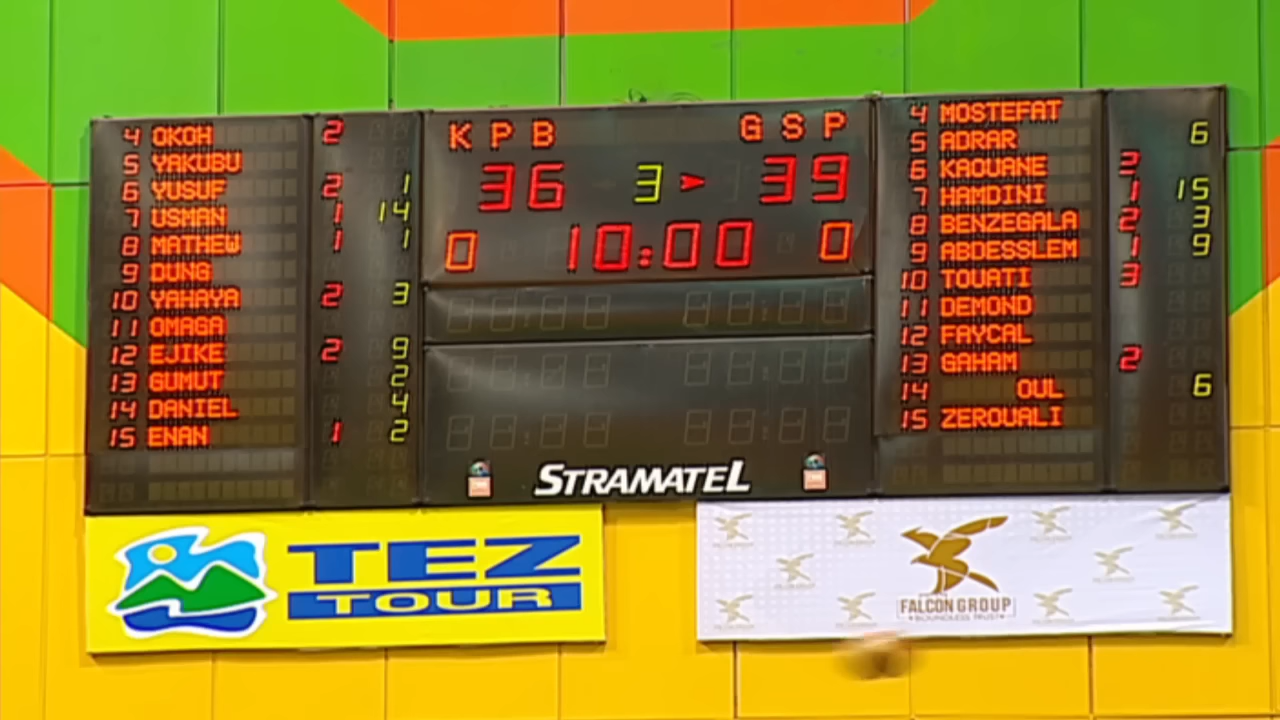 4 OKOH 2
5 YAKUBU
6 YUSUF 2 1
7 USMAN 1 14
8 MATHEW 1 1
9 DUNG
10 YAHAYA 2 3
11 OMAGA
12 EJIKE 2 9
13 GUMUT 2
14 DANIEL 4
15 ENAN 1 2
KPB GSP
36 3 39
0 10:00 0
STRAMATEL
4 MOSTEFAT
5 ADRAR 6
6 KAOUANE 2
7 HAMDINI 1 15
8 BENZEGALA 2 3
9 ABDESSLEM 1 9
10 TOUATI 3
11 DEMOND
12 FAYCAL
13 GAHAM 2
14 OUL 6
15 ZEROUALI
TEZ
TOUR
FALCON GROUP
BOUNDLESS TRUST